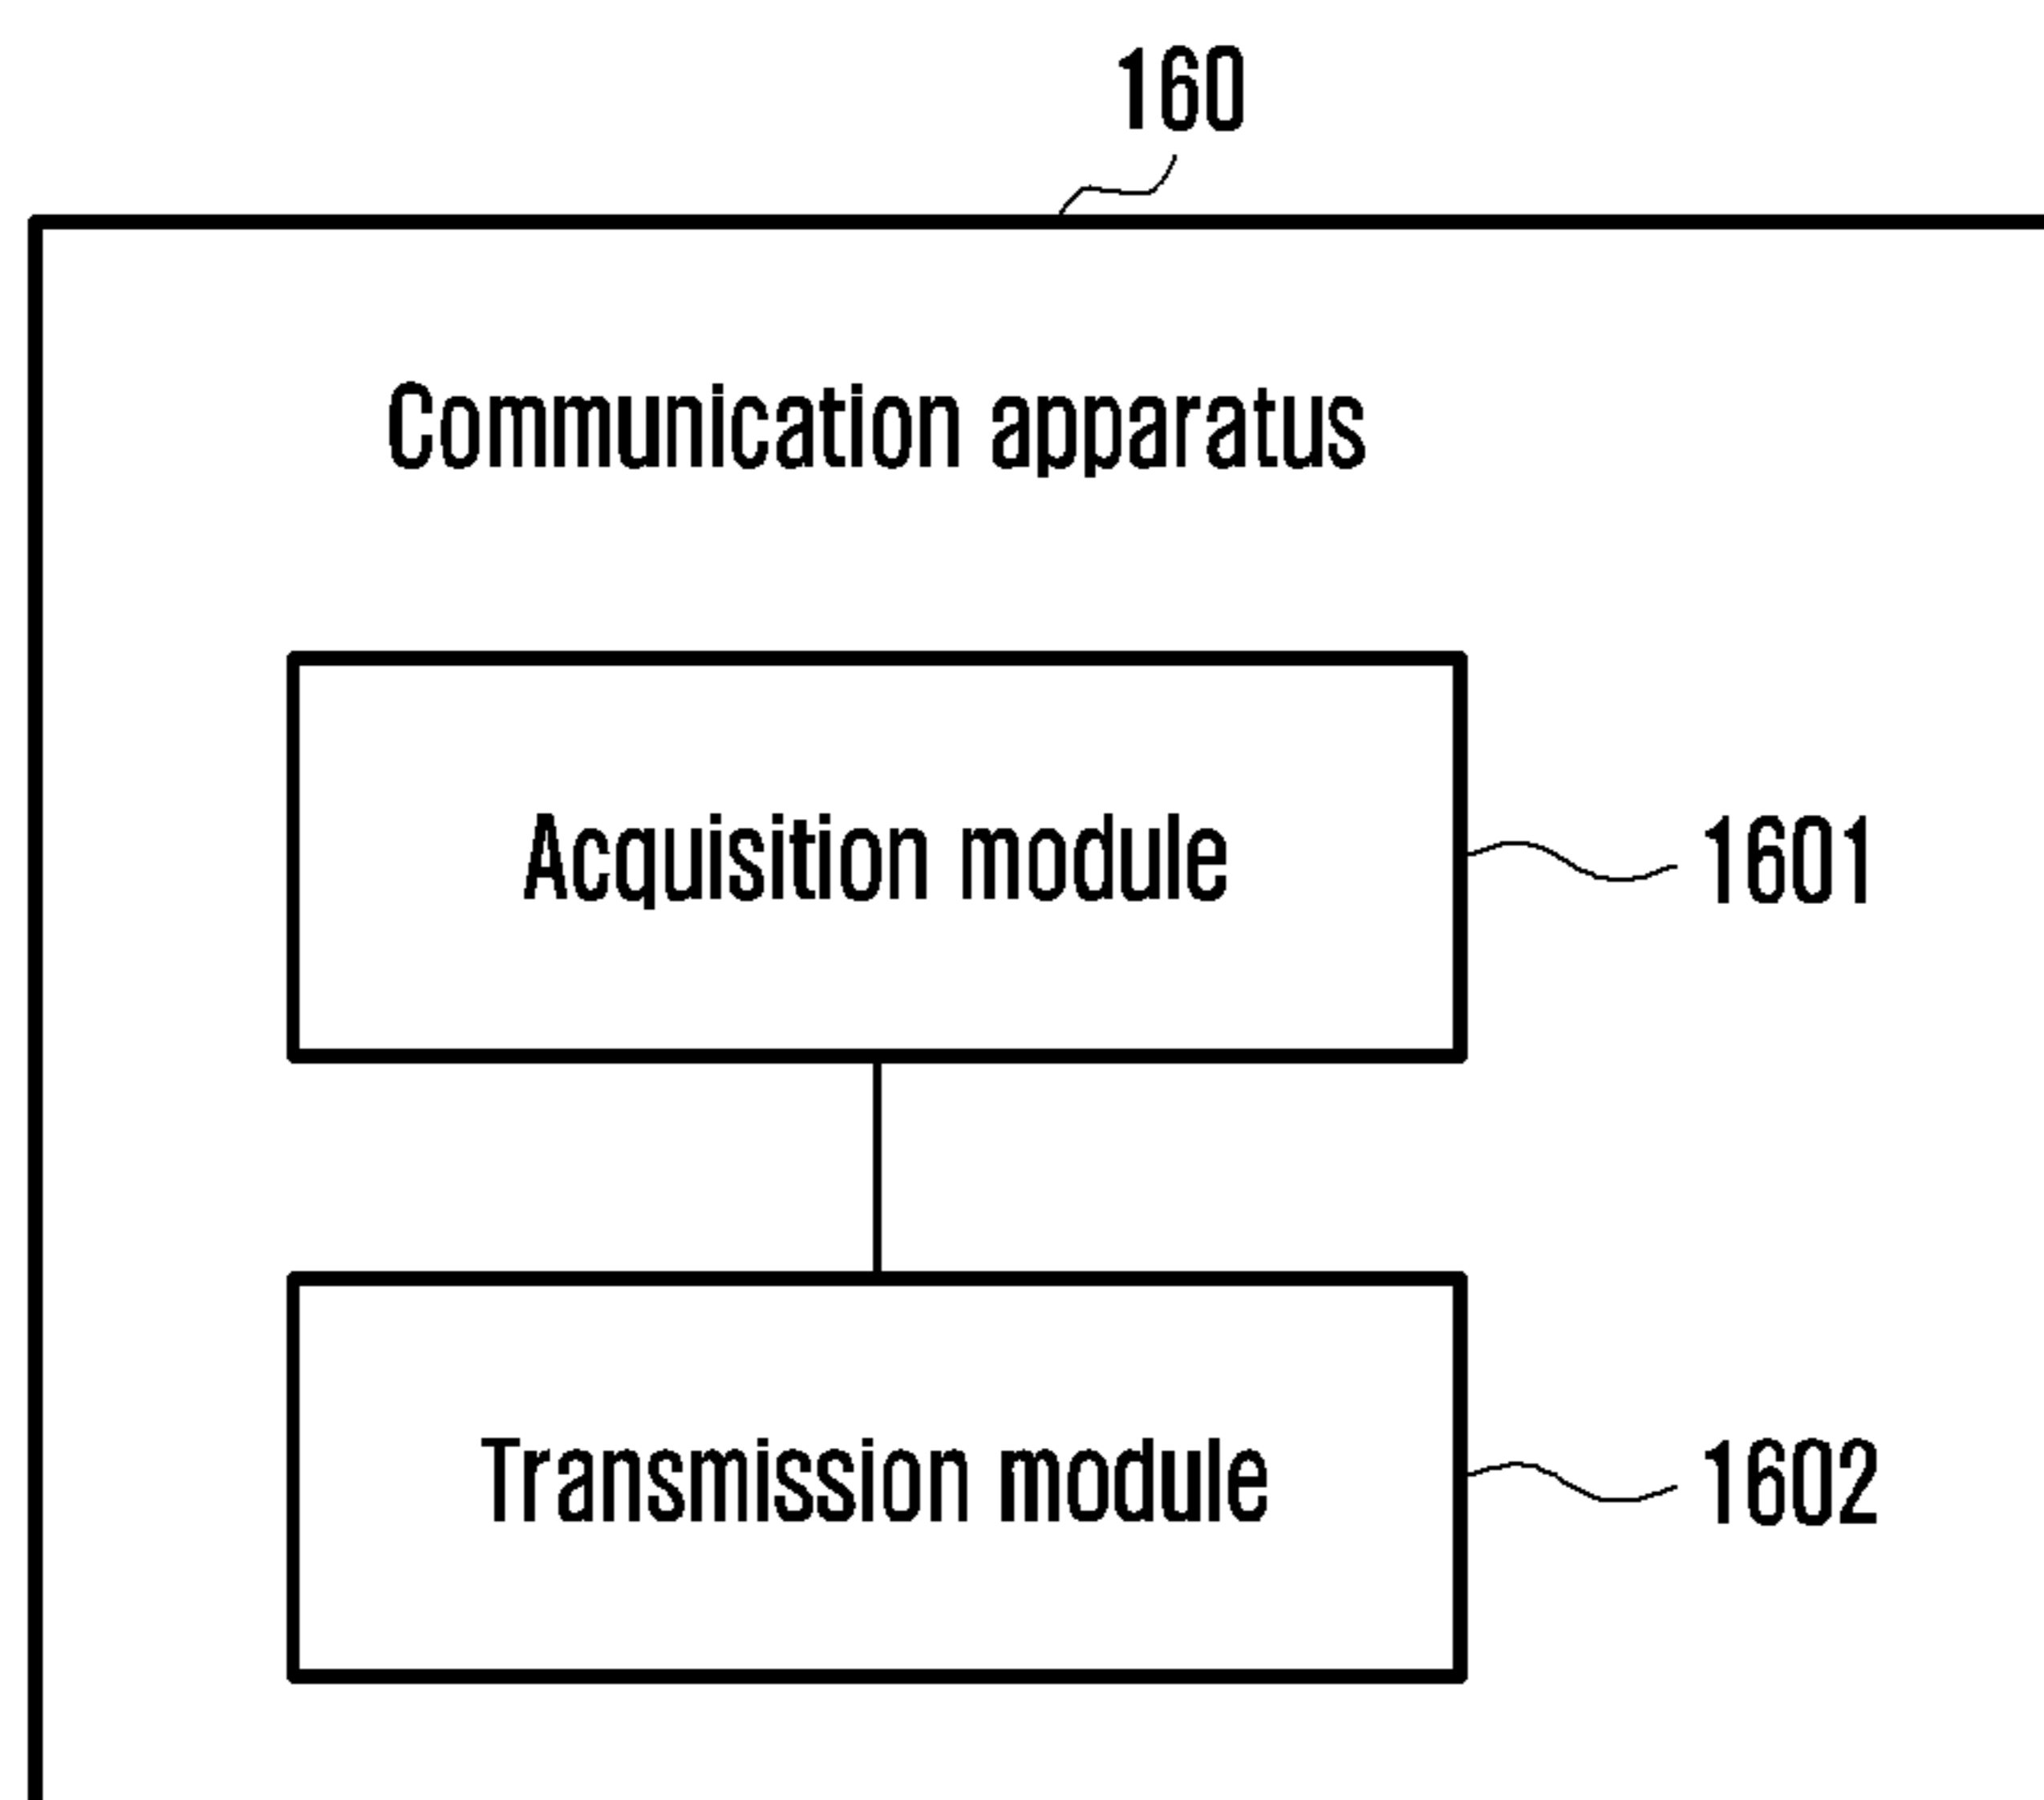 160
Communication apparatus
Acquisition module
1601
Transmission module
1602